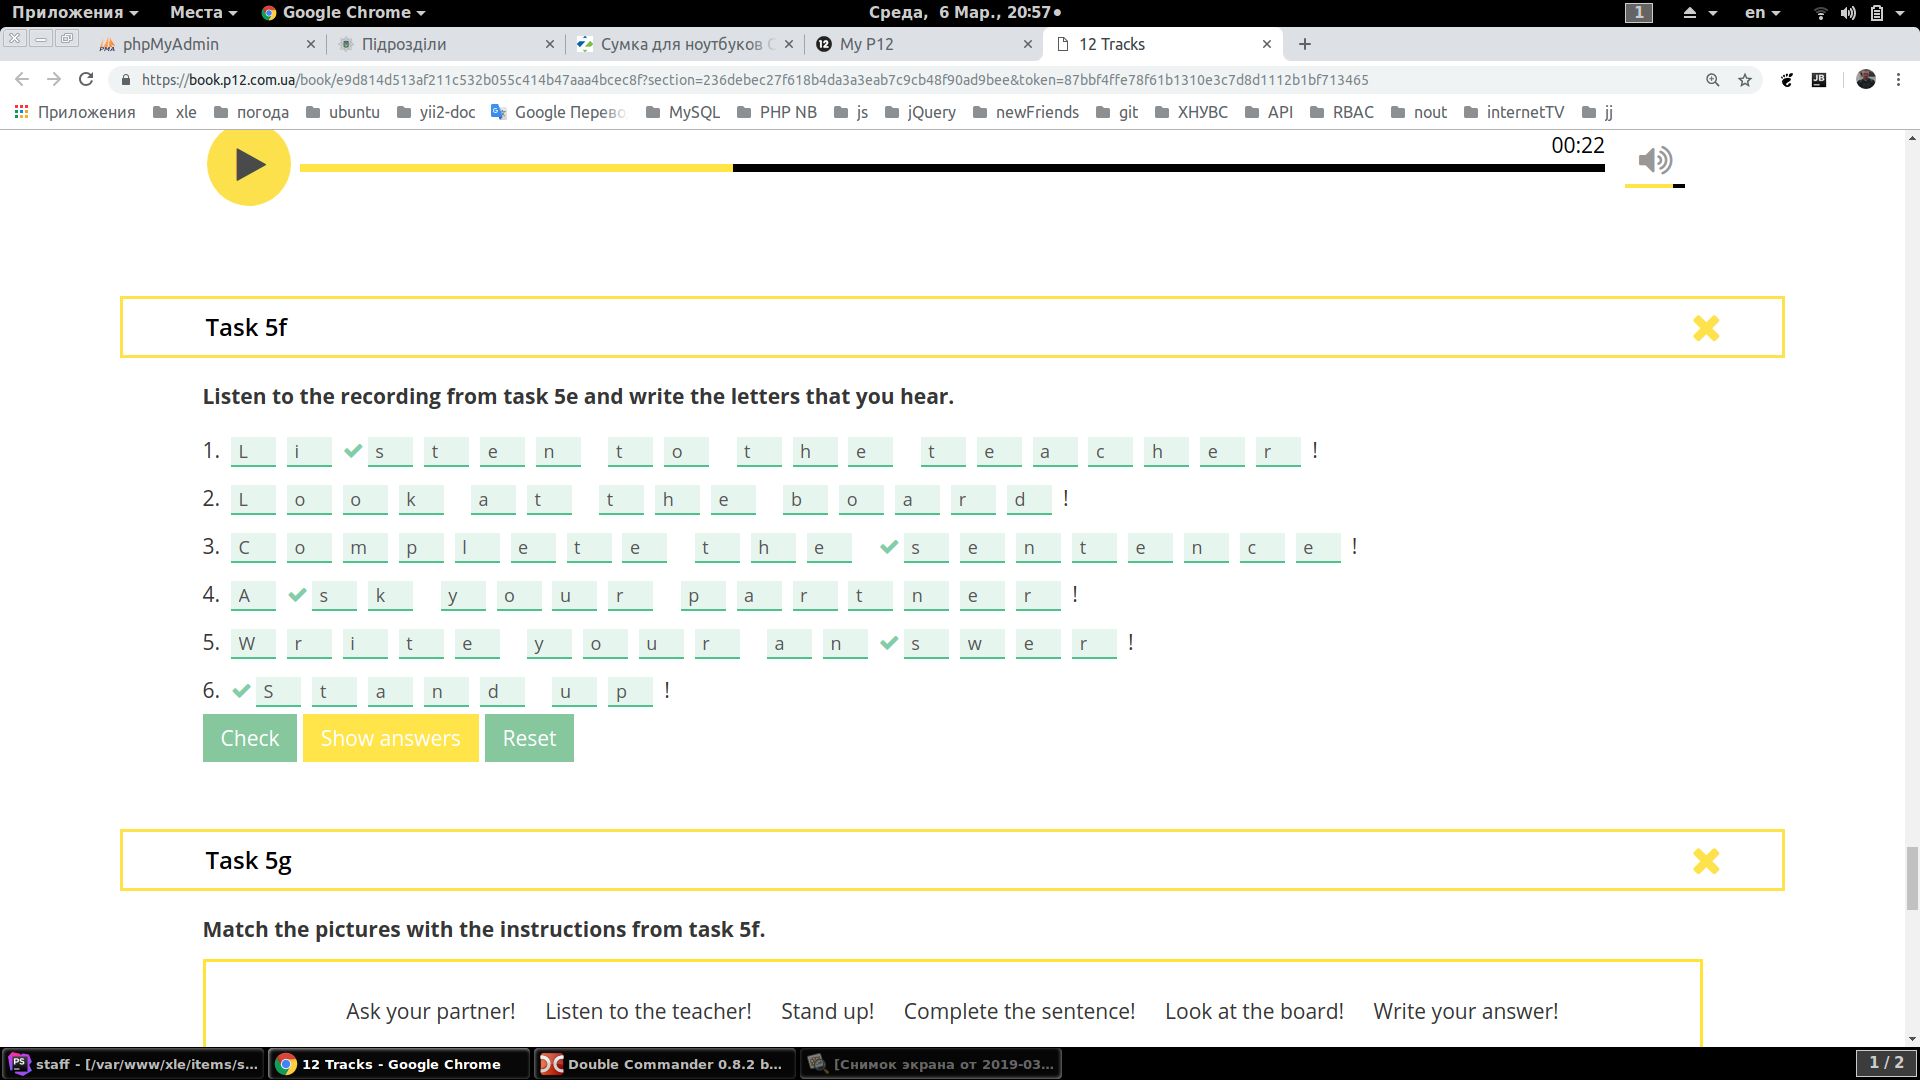 Приложения Места Google Chrome Среда, 6 Мар., 20:57 1 en
phpMyAdmin Підрозділи Сумка для ноутбуков My P12 12 Tracks
https://book.p12.com.ua/book/e9d814d513af211c532b055c414b47aaa4bcec8f?section=236debec27f618b4da3a3eab7c9cb48f90ad9bee&token=87bbf4ffe78f61b1310e3c7d8d1112b1bf713465
Приложения xle погода ubuntu yii2-doc Google Перево MySQL PHP NB js jQuery newFriends git ХНУВС API RBAC nout internetTV jj
00:22
Task 5f
Listen to the recording from task 5e and write the letters that you hear.
1. L i s t e n t o t h e t e a c h e r !
2. L o o k a t t h e b o a r d !
3. C o m p l e t e t h e s e n t e n c e !
4. A s k y o u r p a r t n e r !
5. W r i t e y o u r a n s w e r !
6. S t a n d u p !
Check Show answers Reset
Task 5g
Match the pictures with the instructions from task 5f.
Ask your partner! Listen to the teacher! Stand up! Complete the sentence! Look at the board! Write your answer!
staff - [/var/www/xle/items/s... 12 Tracks - Google Chrome Double Commander 0.8.2 b... [Снимок экрана от 2019-03... 1 / 2